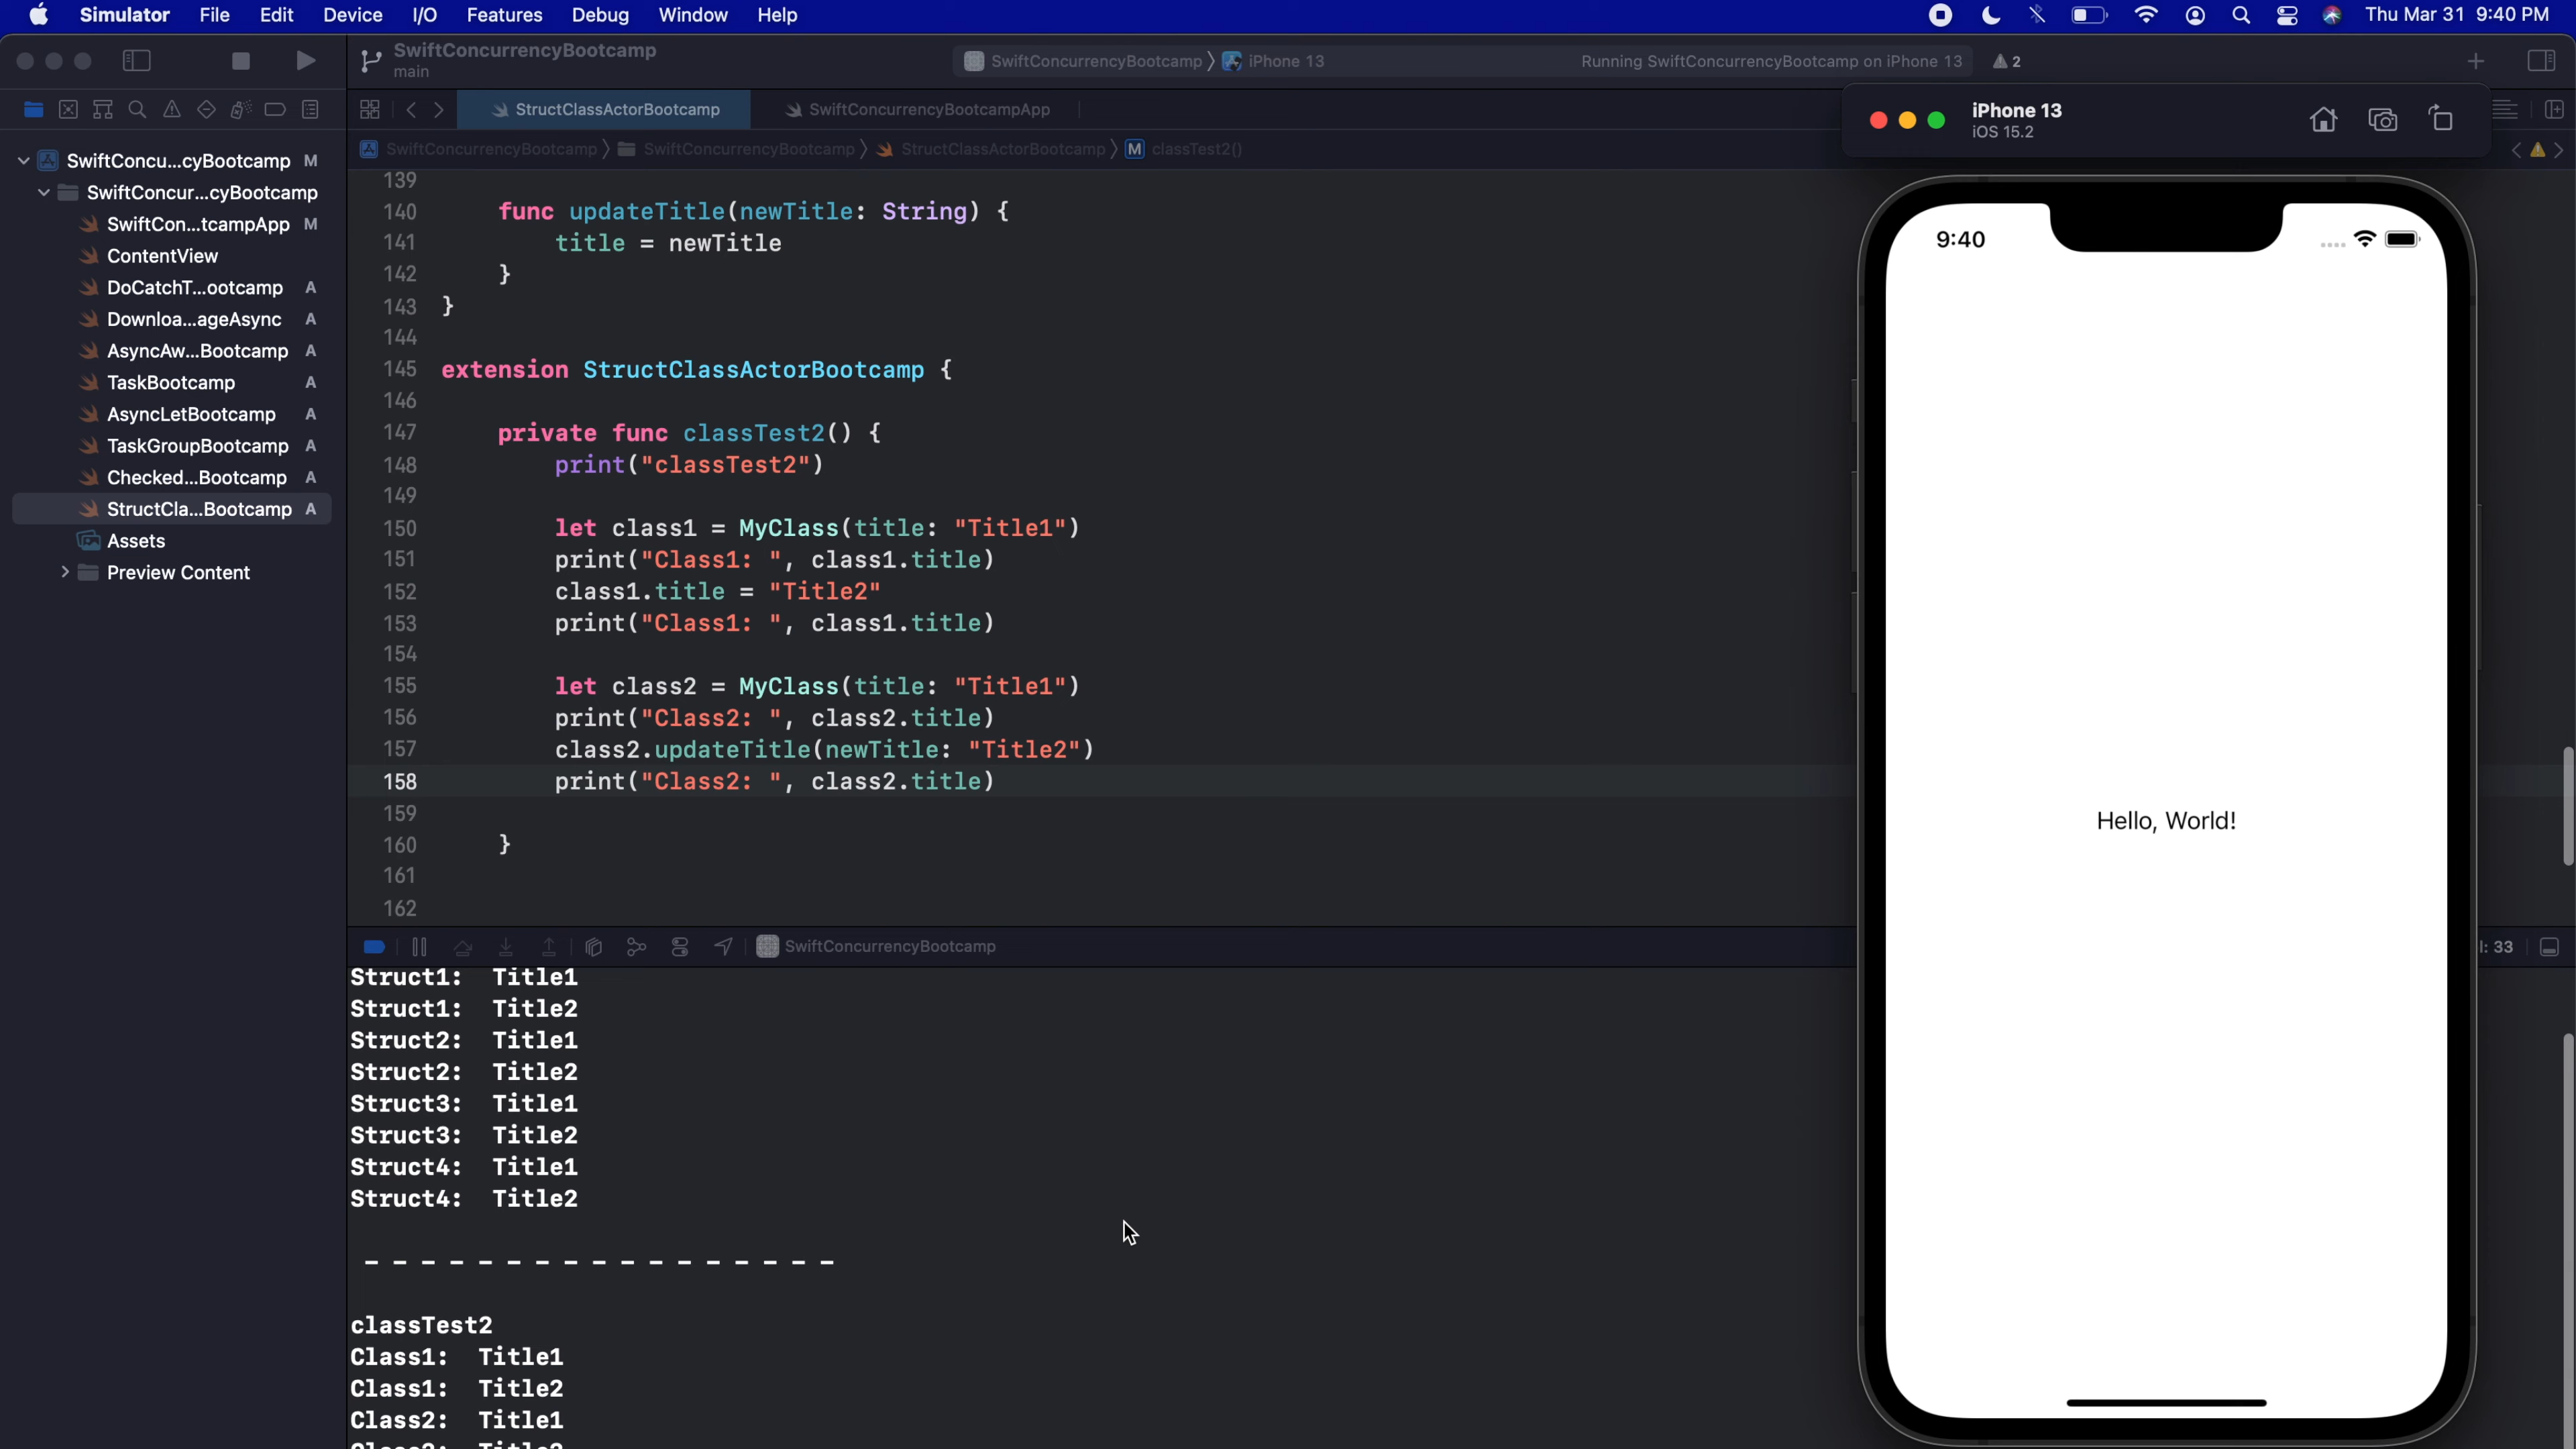 Simulator File Edit Device I/O Features Debug Window Help Thu Mar 31 9:40 PM
SwiftConcurrencyBootcamp
main
SwiftConcurrencyBootcamp iPhone 13 Running SwiftConcurrencyBootcamp on iPhone 13 2
StructClassActorBootcamp SwiftConcurrencyBootcampApp
SwiftConcurrencyBootcamp SwiftConcurrencyBootcamp StructClassActorBootcamp M classTest2()
SwiftConcu...cyBootcamp M
SwiftConcur...cyBootcamp
SwiftCon...tcampApp M
ContentView
DoCatchT...ootcamp A
Downloa...ageAsync A
AsyncAw...Bootcamp A
TaskBootcamp A
AsyncLetBootcamp A
TaskGroupBootcamp A
Checked...Bootcamp A
StructCla...Bootcamp A
Assets
Preview Content
139
140 func updateTitle(newTitle: String) {
141 title = newTitle
142 }
143 }
144
145 extension StructClassActorBootcamp {
146
147 private func classTest2() {
148 print("classTest2")
149
150 let class1 = MyClass(title: "Title1")
151 print("Class1: ", class1.title)
152 class1.title = "Title2"
153 print("Class1: ", class1.title)
154
155 let class2 = MyClass(title: "Title1")
156 print("Class2: ", class2.title)
157 class2.updateTitle(newTitle: "Title2")
158 print("Class2: ", class2.title)
159
160 }
161
162
SwiftConcurrencyBootcamp
l: 33
Struct1: Title1
Struct1: Title2
Struct2: Title1
Struct2: Title2
Struct3: Title1
Struct3: Title2
Struct4: Title1
Struct4: Title2
- - - - - - - - - - - - - - - - -
classTest2
Class1: Title1
Class1: Title2
Class2: Title1
Class2: Title2
iPhone 13
iOS 15.2
9:40
Hello, World!